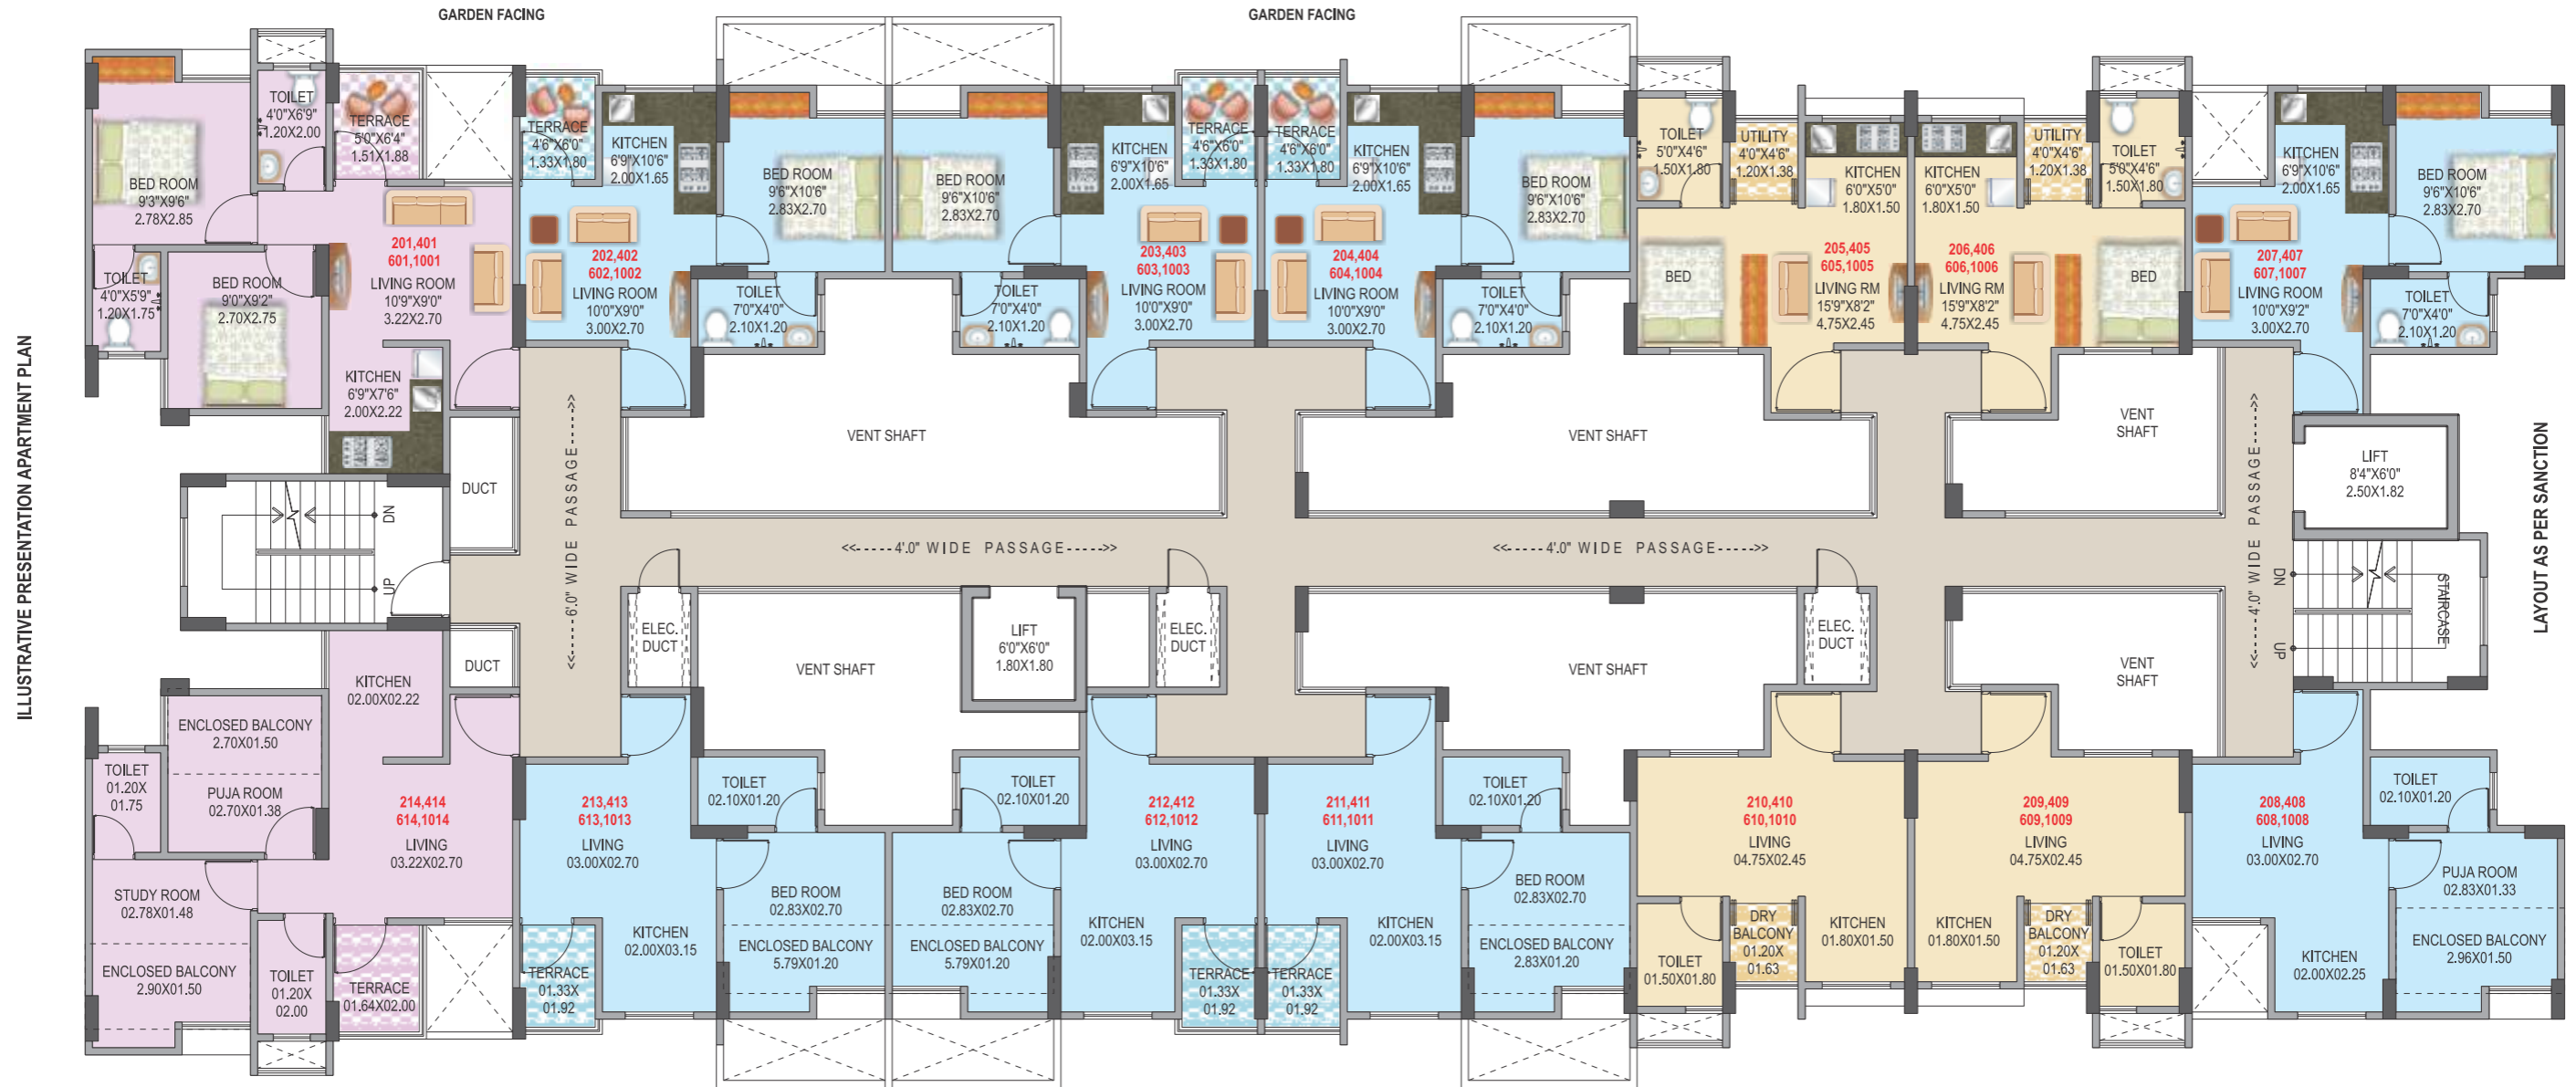 GARDEN FACING
GARDEN FACING
ILLUSTRATIVE PRESENTATION APARTMENT PLAN
LAYOUT AS PER SANCTION
BED ROOM
9'3"X9'6"
2.78X2.85
TOILET
4'0"X6'9"
1.20X2.00
TERRACE
5'0"X6'4"
1.51X1.88
TOILET
4'0"X5'9"
1.20X1.75
BED ROOM
9'0"X9'2"
2.70X2.75
201,401
601,1001
LIVING ROOM
10'9"X9'0"
3.22X2.70
KITCHEN
6'9"X7'6"
2.00X2.22
TERRACE
4'6"X6'0"
1.33X1.80
KITCHEN
6'9"X10'6"
2.00X1.65
202,402
602,1002
LIVING ROOM
10'0"X9'0"
3.00X2.70
BED ROOM
9'6"X10'6"
2.83X2.70
TOILET
7'0"X4'0"
2.10X1.20
BED ROOM
9'6"X10'6"
2.83X2.70
TOILET
7'0"X4'0"
2.10X1.20
KITCHEN
6'9"X10'6"
2.00X1.65
TERRACE
4'6"X6'0"
1.33X1.80
203,403
603,1003
LIVING ROOM
10'0"X9'0"
3.00X2.70
TERRACE
4'6"X6'0"
1.33X1.80
KITCHEN
6'9"X10'6"
2.00X1.65
204,404
604,1004
LIVING ROOM
10'0"X9'0"
3.00X2.70
BED ROOM
9'6"X10'6"
2.83X2.70
TOILET
7'0"X4'0"
2.10X1.20
TOILET
5'0"X4'6"
1.50X1.80
UTILITY
4'0"X4'6"
1.20X1.38
KITCHEN
6'0"X5'0"
1.80X1.50
BED
205,405
605,1005
LIVING RM
15'9"X8'2"
4.75X2.45
KITCHEN
6'0"X5'0"
1.80X1.50
UTILITY
4'0"X4'6"
1.20X1.38
TOILET
5'0"X4'6"
1.50X1.80
206,406
606,1006
LIVING RM
15'9"X8'2"
4.75X2.45
BED
KITCHEN
6'9"X10'6"
2.00X1.65
BED ROOM
9'6"X10'6"
2.83X2.70
207,407
607,1007
LIVING ROOM
10'0"X9'2"
3.00X2.70
TOILET
7'0"X4'0"
2.10X1.20
DUCT
VENT SHAFT
VENT SHAFT
VENT
SHAFT
LIFT
8'4"X6'0"
2.50X1.82
DN
UP
<<------6'.0" WIDE PASSAGE------>>
<<-----4'.0" WIDE PASSAGE----->>
<<-----4'.0" WIDE PASSAGE----->>
<<-----4'.0" WIDE PASSAGE----->>
DN
UP
STAIRCASE
DUCT
ELEC.
DUCT
VENT SHAFT
LIFT
6'0"X6'0"
1.80X1.80
ELEC.
DUCT
VENT SHAFT
ELEC.
DUCT
VENT
SHAFT
KITCHEN
02.00X02.22
ENCLOSED BALCONY
2.70X01.50
PUJA ROOM
02.70X01.38
TOILET
01.20X
01.75
214,414
614,1014
LIVING
03.22X02.70
STUDY ROOM
02.78X01.48
ENCLOSED BALCONY
2.90X01.50
TOILET
01.20X
02.00
TERRACE
01.64X02.00
213,413
613,1013
LIVING
03.00X02.70
TOILET
02.10X01.20
KITCHEN
02.00X03.15
TERRACE
01.33X
01.92
BED ROOM
02.83X02.70
ENCLOSED BALCONY
5.79X01.20
TOILET
02.10X01.20
BED ROOM
02.83X02.70
ENCLOSED BALCONY
5.79X01.20
212,412
612,1012
LIVING
03.00X02.70
KITCHEN
02.00X03.15
TERRACE
01.33X
01.92
211,411
611,1011
LIVING
03.00X02.70
TERRACE
01.33X
01.92
KITCHEN
02.00X03.15
TOILET
02.10X01.20
BED ROOM
02.83X02.70
ENCLOSED BALCONY
2.83X01.20
210,410
610,1010
LIVING
04.75X02.45
TOILET
01.50X01.80
DRY
BALCONY
01.20X
01.63
KITCHEN
01.80X01.50
209,409
609,1009
LIVING
04.75X02.45
KITCHEN
01.80X01.50
DRY
BALCONY
01.20X
01.63
TOILET
01.50X01.80
208,408
608,1008
LIVING
03.00X02.70
TOILET
02.10X01.20
PUJA ROOM
02.83X01.33
ENCLOSED BALCONY
2.96X01.50
KITCHEN
02.00X02.25